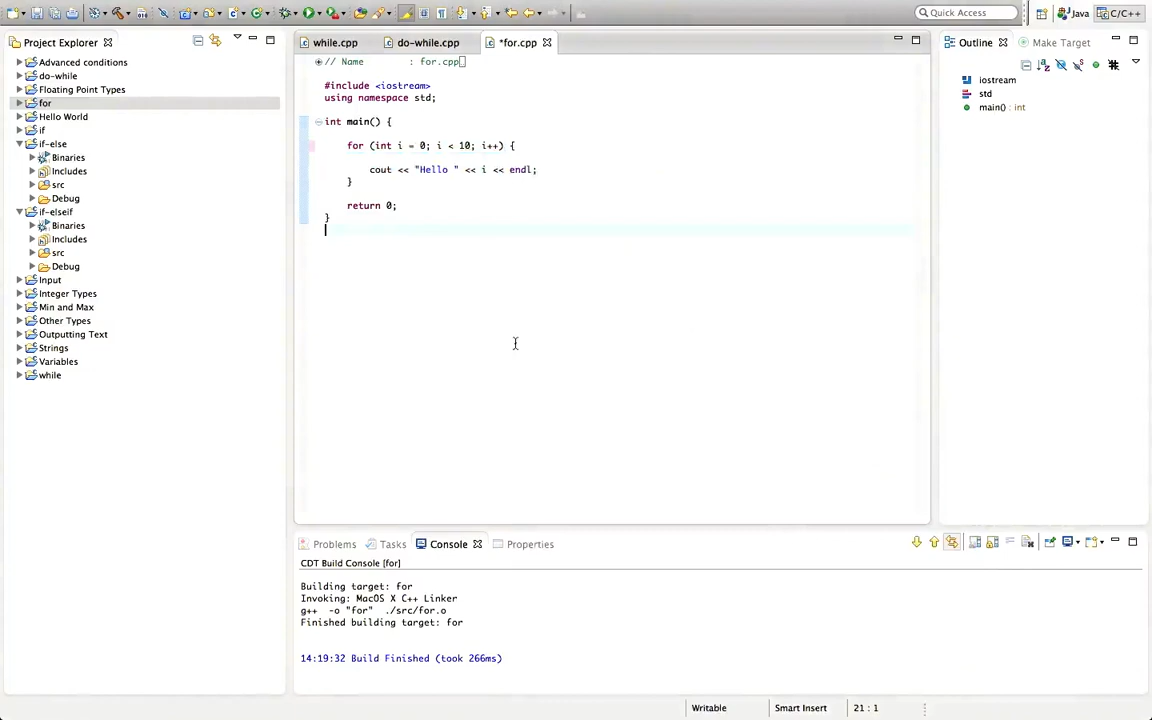 Quick Access
Java
C/C++
Project Explorer
Advanced conditions
do-while
Floating Point Types
for
Hello World
if
if-else
Binaries
Includes
src
Debug
if-elseif
Binaries
Includes
src
Debug
Input
Integer Types
Min and Max
Other Types
Outputting Text
Strings
Variables
while
while.cpp
do-while.cpp
*for.cpp
// Name : for.cpp
#include <iostream>
using namespace std;
int main() {
for (int i = 0; i < 10; i++) {
cout << "Hello " << i << endl;
}
return 0;
}
Outline
Make Target
iostream
std
main() : int
Problems
Tasks
Console
Properties
CDT Build Console [for]
Building target: for
Invoking: MacOS X C++ Linker
g++ -o "for" ./src/for.o
Finished building target: for
14:19:32 Build Finished (took 266ms)
Writable
Smart Insert
21 : 1